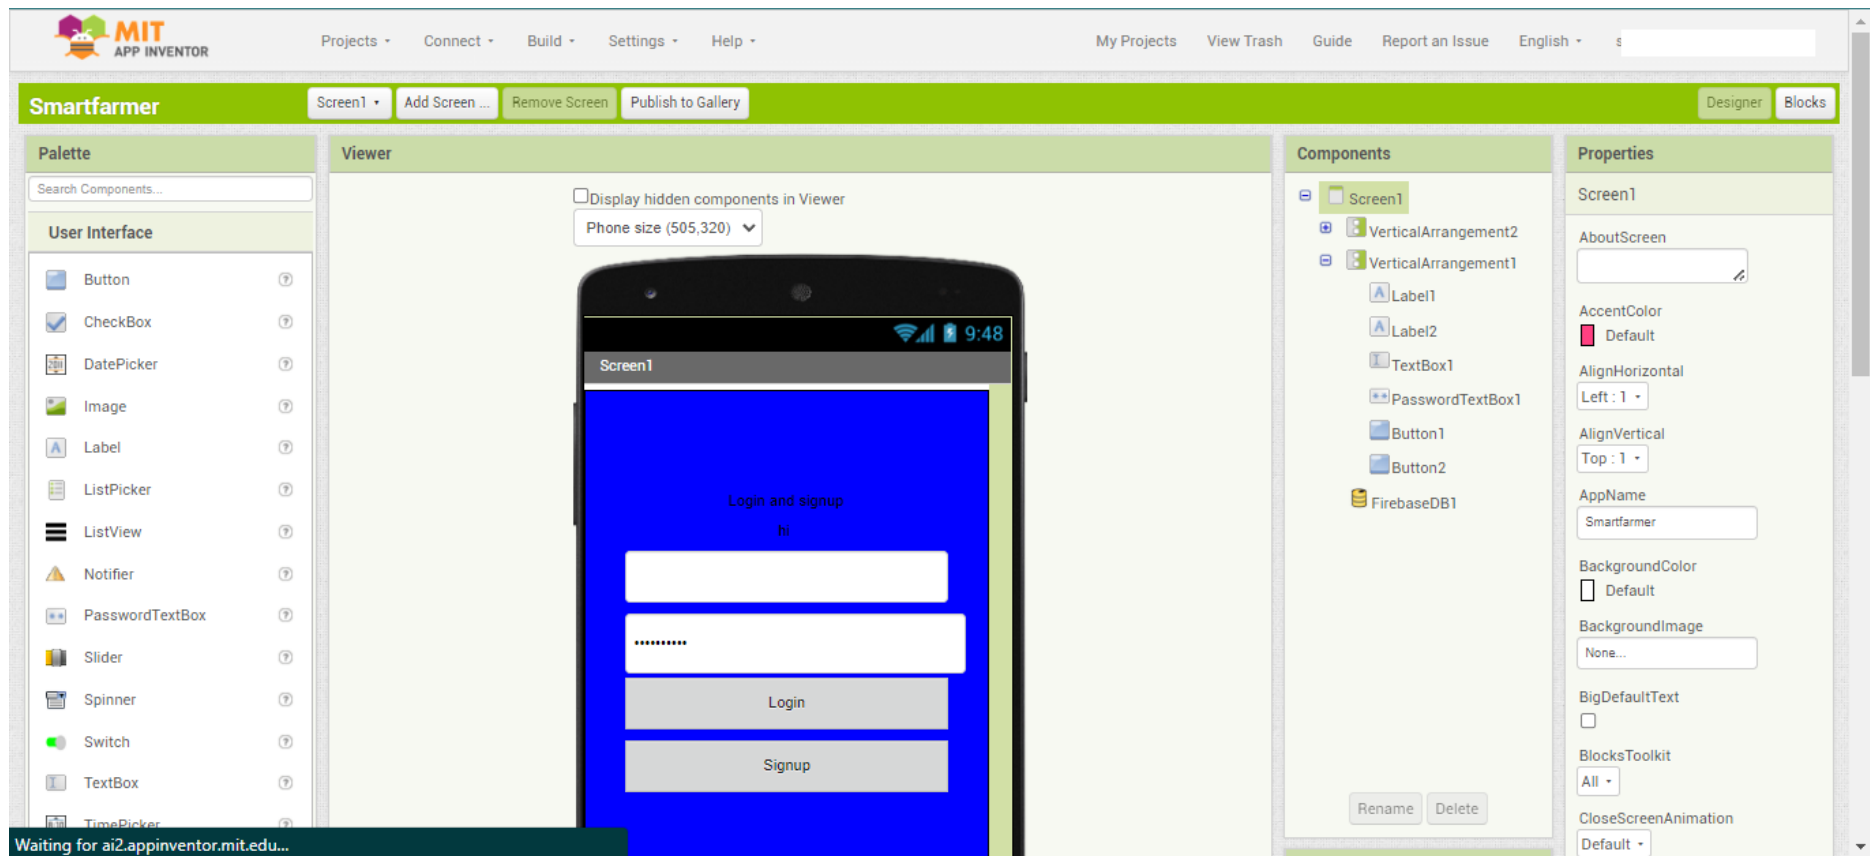 MIT
APP INVENTOR
Projects
Connect
Build
Settings
Help
My Projects
View Trash
Guide
Report an Issue
English
s
Smartfarmer
Screen1
Add Screen ...
Remove Screen
Publish to Gallery
Designer
Blocks
Palette
Search Components...
User Interface
Button
CheckBox
DatePicker
Image
Label
ListPicker
ListView
Notifier
PasswordTextBox
Slider
Spinner
Switch
TextBox
TimePicker
Waiting for ai2.appinventor.mit.edu...
Viewer
Display hidden components in Viewer
Phone size (505,320)
9:48
Screen1
Login and signup
hi
••••••••••
Login
Signup
Components
Screen1
VerticalArrangement2
VerticalArrangement1
Label1
Label2
TextBox1
PasswordTextBox1
Button1
Button2
FirebaseDB1
Rename
Delete
Properties
Screen1
AboutScreen
AccentColor
Default
AlignHorizontal
Left : 1
AlignVertical
Top : 1
AppName
Smartfarmer
BackgroundColor
Default
BackgroundImage
None...
BigDefaultText
BlocksToolkit
All
CloseScreenAnimation
Default